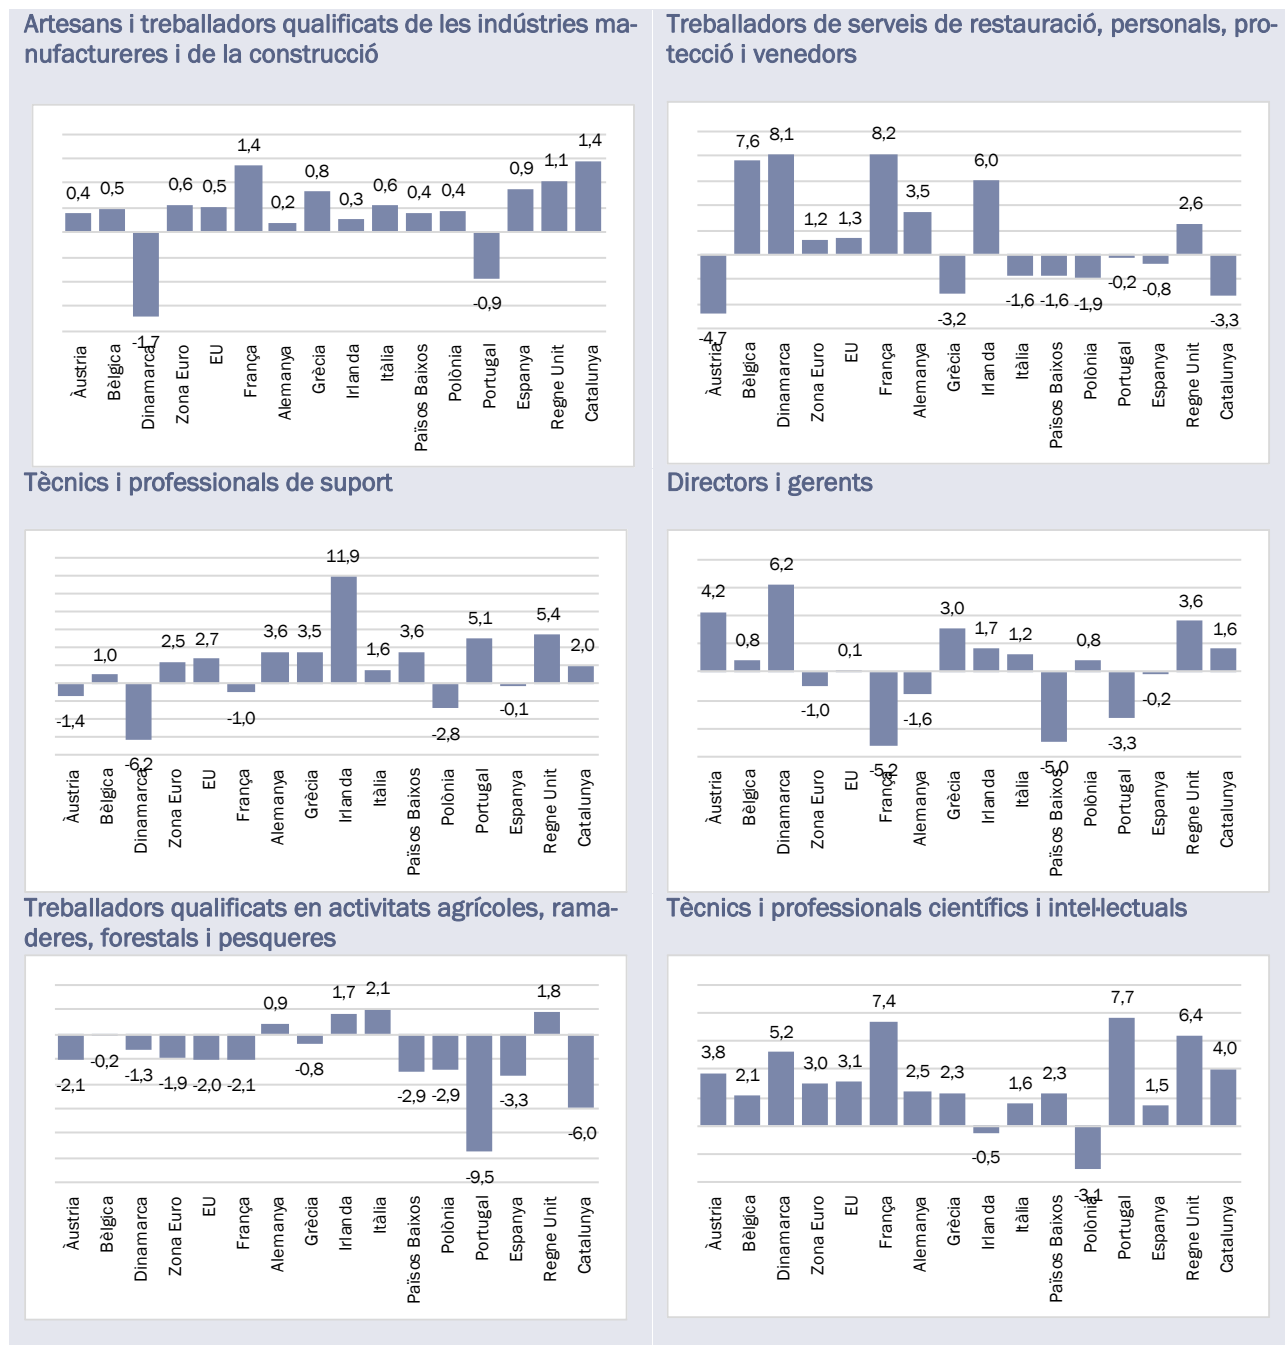 Artesans i treballadors qualificats de les indústries ma-
nufactureres i de la construcció
1,4
1,4
0,8
0,9
1,1
0,4
0,5
0,6
0,5
0,2
0,3
0,6
0,4
0,4
-0,9
-1,7
Àustria
Bèlgica
Dinamarca
Zona Euro
EU
França
Alemanya
Grècia
Irlanda
Itàlia
Països Baixos
Polònia
Portugal
Espanya
Regne Unit
Catalunya
Treballadors de serveis de restauració, personals, pro-
tecció i venedors
7,6
8,1
8,2
6,0
3,5
2,6
1,2
1,3
-0,2
-0,8
-1,6
-1,6
-1,9
-3,2
-3,3
-4,7
Àustria
Bèlgica
Dinamarca
Zona Euro
EU
França
Alemanya
Grècia
Irlanda
Itàlia
Països Baixos
Polònia
Portugal
Espanya
Regne Unit
Catalunya
Tècnics i professionals de suport
11,9
5,1
5,4
1,0
2,5
2,7
3,6
3,5
1,6
3,6
2,0
-1,4
-1,0
-0,1
-2,8
-6,2
Àustria
Bèlgica
Dinamarca
Zona Euro
EU
França
Alemanya
Grècia
Irlanda
Itàlia
Països Baixos
Polònia
Portugal
Espanya
Regne Unit
Catalunya
Directors i gerents
6,2
4,2
3,0
3,6
0,8
0,1
1,7
1,2
0,8
1,6
-1,0
-1,6
-0,2
-3,3
-5,2
-5,0
Àustria
Bèlgica
Dinamarca
Zona Euro
EU
França
Alemanya
Grècia
Irlanda
Itàlia
Països Baixos
Polònia
Portugal
Espanya
Regne Unit
Catalunya
Treballadors qualificats en activitats agrícoles, rama-
deres, forestals i pesqueres
0,9
1,7
2,1
1,8
-2,1
-0,2
-1,3
-1,9
-2,0
-2,1
-0,8
-2,9
-2,9
-3,3
-6,0
-9,5
Àustria
Bèlgica
Dinamarca
Zona Euro
EU
França
Alemanya
Grècia
Irlanda
Itàlia
Països Baixos
Polònia
Portugal
Espanya
Regne Unit
Catalunya
Tècnics i professionals científics i intel·lectuals
7,4
7,7
6,4
5,2
3,8
2,1
3,0
3,1
2,5
2,3
1,6
2,3
1,5
4,0
-0,5
-3,1
Àustria
Bèlgica
Dinamarca
Zona Euro
EU
França
Alemanya
Grècia
Irlanda
Itàlia
Països Baixos
Polònia
Portugal
Espanya
Regne Unit
Catalunya